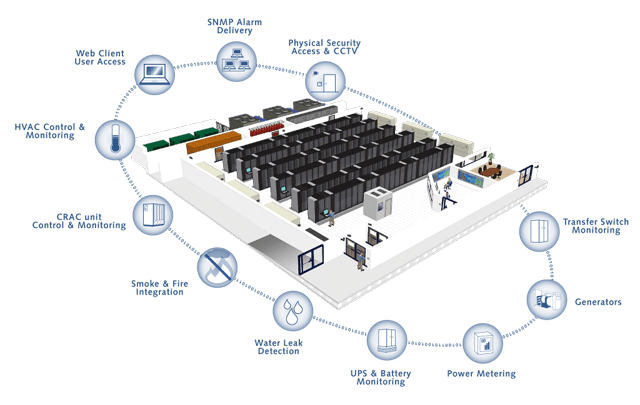 SNMP Alarm
Delivery
Physical Security
Access & CCTV
Web Client
User Access
HVAC Control &
Monitoring
CRAC unit
Control & Monitoring
Transfer Switch
Monitoring
Smoke & Fire
Integration
Generators
Water Leak
Detection
UPS & Battery
Monitoring
Power Metering